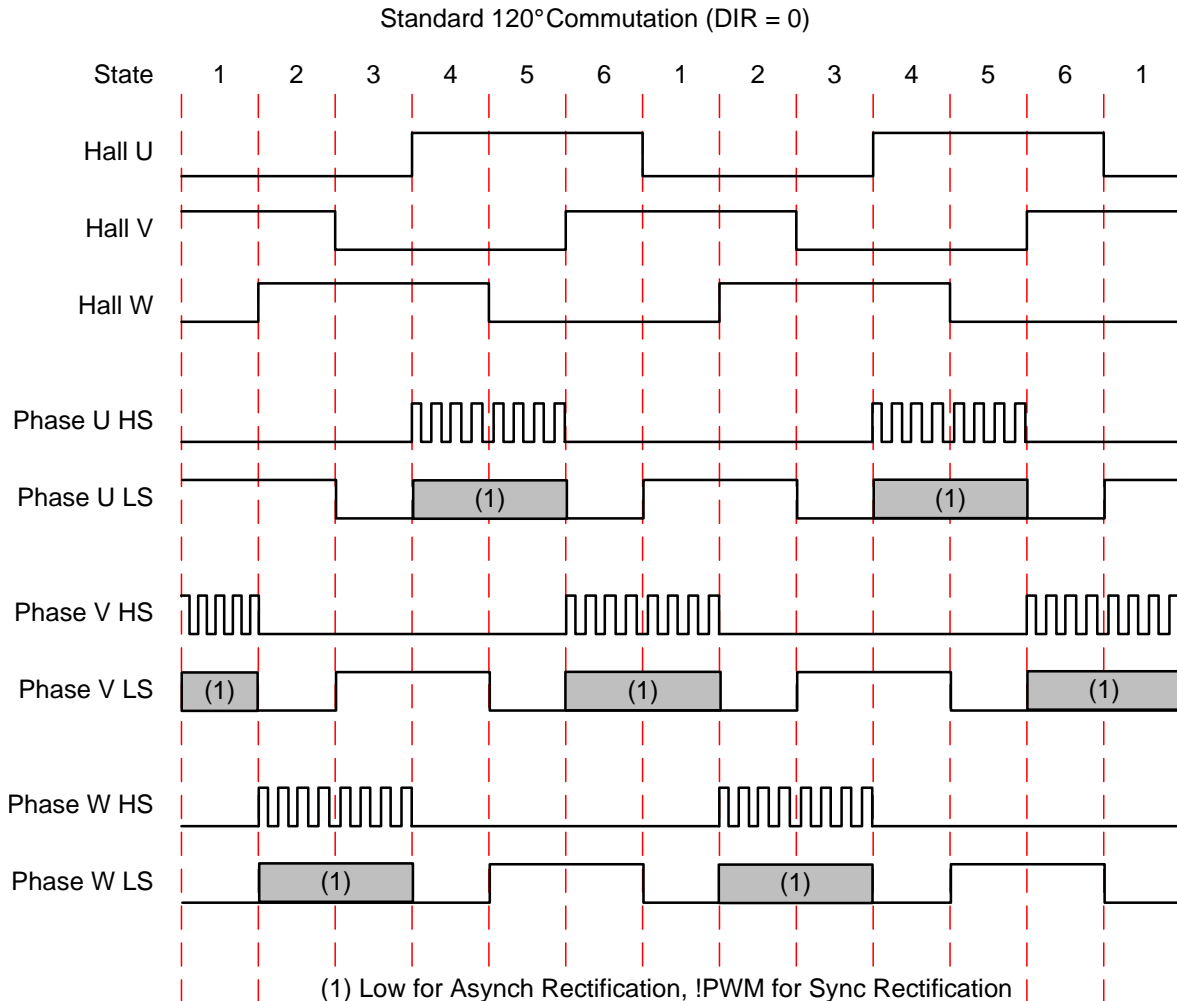 Standard 120°Commutation (DIR = 0)
State 1 2 3 4 5 6 1 2 3 4 5 6 1
Hall U
Hall V
Hall W
Phase U HS
Phase U LS (1) (1)
Phase V HS
Phase V LS (1) (1) (1)
Phase W HS
Phase W LS (1) (1)
(1) Low for Asynch Rectification, !PWM for Sync Rectification